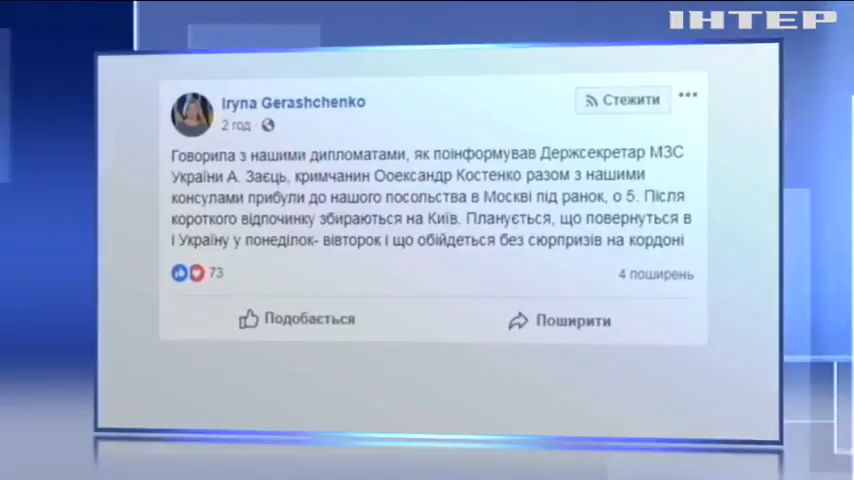 ІНТЕР
Iryna Gerashchenko
Стежити
2 год
Говорила з нашими дипломатами, як поінформував Держсекретар МЗС
України А. Заєць, кримчанин Ооександр Костенко разом з нашими
консулами прибули до нашого посольства в Москві під ранок, о 5. Після
короткого відпочинку збираються на Київ. Планується, що повернуться в
і Україну у понеділок- вівторок і що обійдеться без сюрпризів на кордоні
73
4 поширень
Подобається
Поширити